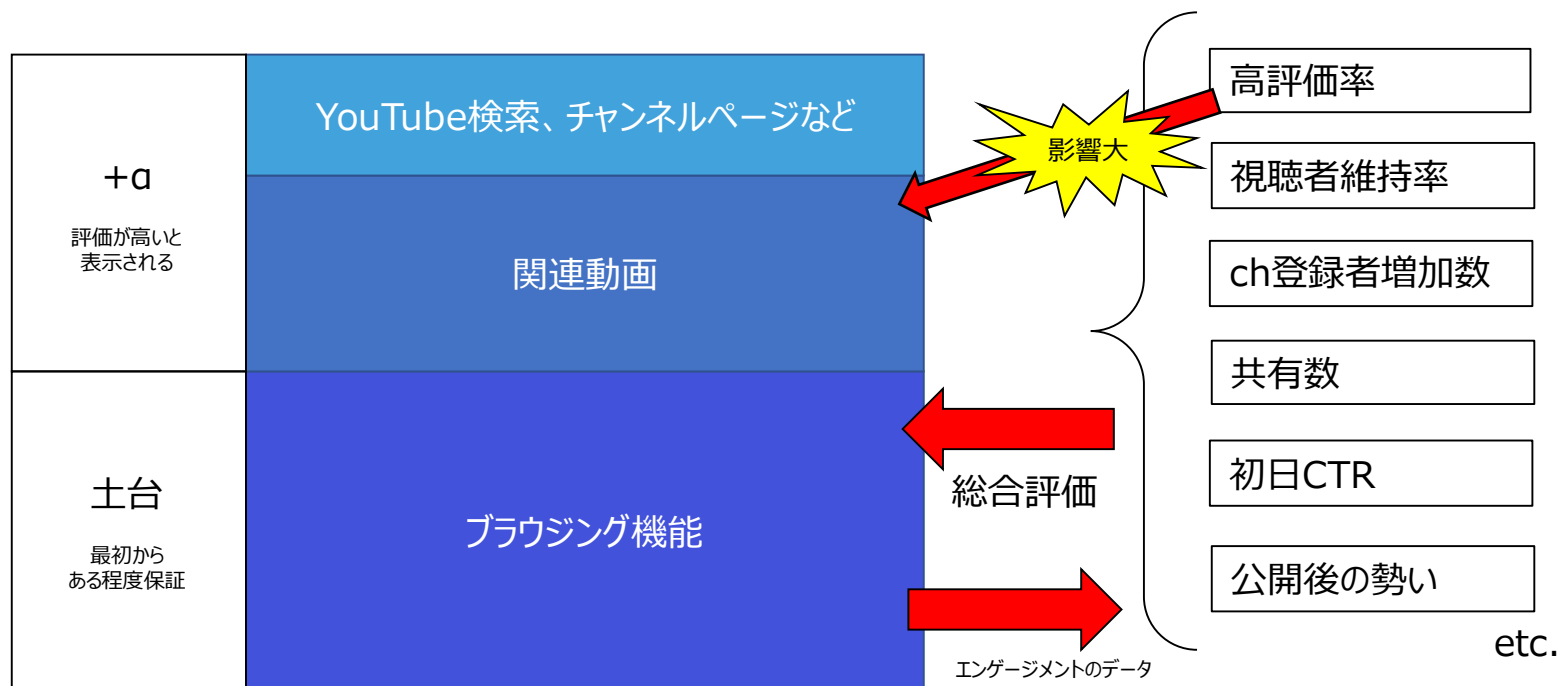 +α
評価が高いと
表示される
土台
最初から
ある程度保証
YouTube検索、チャンネルページなど
関連動画
ブラウジング機能
影響大
総合評価
エンゲージメントのデータ
高評価率
視聴者維持率
ch登録者増加数
共有数
初日CTR
公開後の勢い
etc.